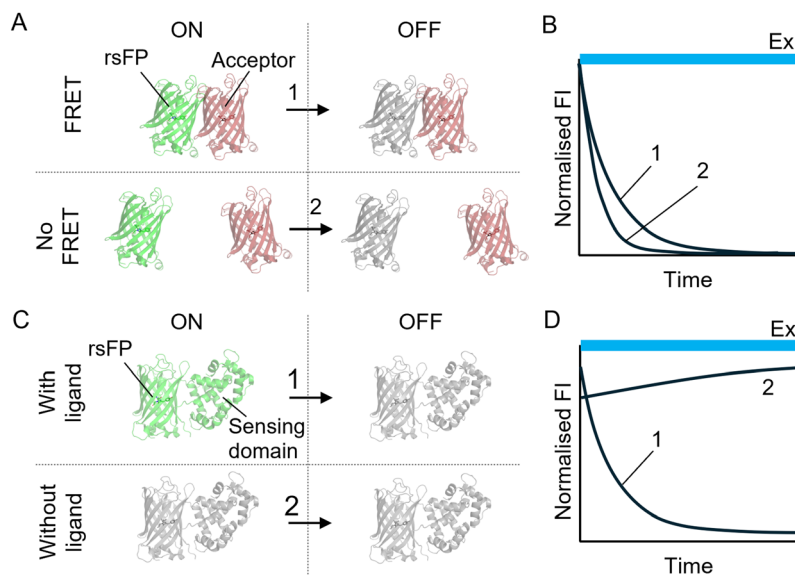 A
ON
OFF
rsFP
Acceptor
FRET
1
No
FRET
2
B
Ex
Normalised FI
1
2
Time
C
ON
OFF
rsFP
With
ligand
1
Sensing
domain
Without
ligand
2
D
Ex
Normalised FI
2
1
Time